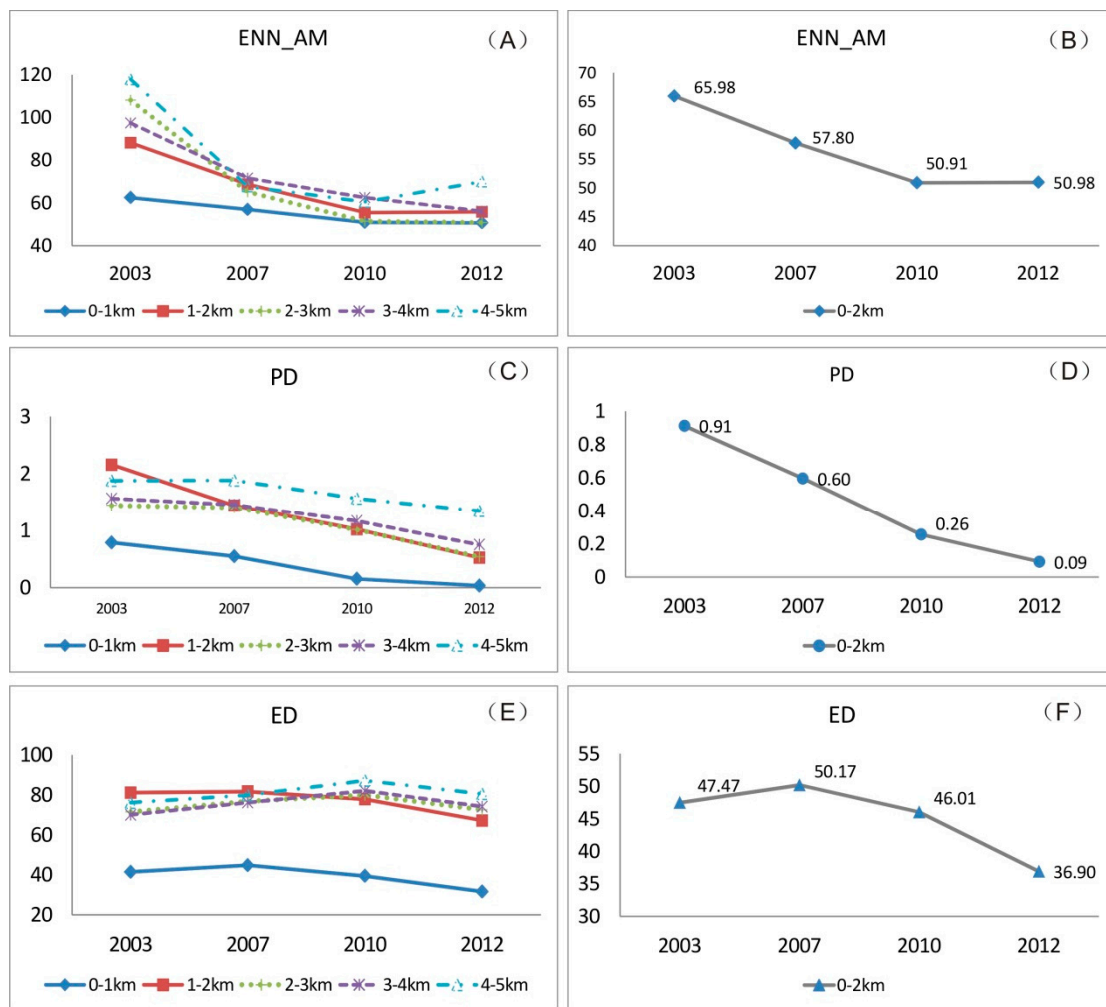 ENN_AM
（A）
120
100
80
60
40
2003 2007 2010 2012
0-1km 1-2km 2-3km 3-4km 4-5km
ENN_AM
（B）
70
65
60
55
50
45
40
65.98
57.80
50.91
50.98
2003 2007 2010 2012
0-2km
PD
（C）
3
2
1
0
2003 2007 2010 2012
0-1km 1-2km 2-3km 3-4km 4-5km
PD
（D）
1
0.8
0.6
0.4
0.2
0
0.91
0.60
0.26
0.09
2003 2007 2010 2012
0-2km
ED
（E）
100
80
60
40
20
2003 2007 2010 2012
0-1km 1-2km 2-3km 3-4km 4-5km
ED
（F）
55
50
45
40
35
30
47.47
50.17
46.01
36.90
2003 2007 2010 2012
0-2km